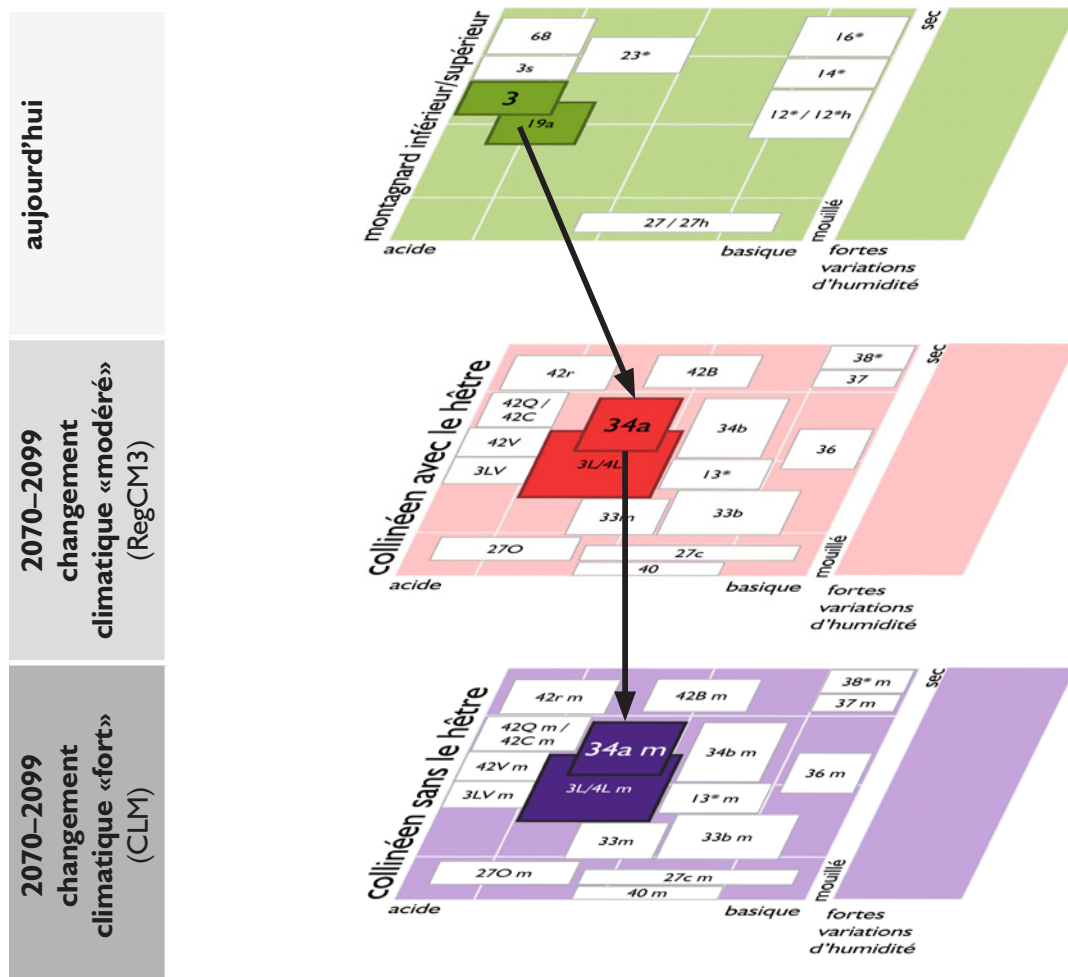 aujourd'hui
montagnard inférieur/supérieur
68
23*
3s
3
19a
16*
14*
12* / 12*h
27 / 27h
sec
mouillé
acide
basique
fortes
variations
d'humidité
2070–2099
changement
climatique «modéré»
(RegCM3)
collinéen avec le hêtre
42r
42B
38*
37
42Q /
42C
34a
34b
42V
3L/4L
36
3LV
13*
33m
33b
27O
27c
40
sec
mouillé
acide
basique
fortes
variations
d'humidité
2070–2099
changement
climatique «fort»
(CLM)
collinéen sans le hêtre
42r m
42B m
38* m
37 m
42Q m /
42C m
34a m
34b m
42V m
3L/4L m
36 m
3LV m
13* m
33m
33b m
27O m
27c m
40 m
sec
mouillé
acide
basique
fortes
variations
d'humidité